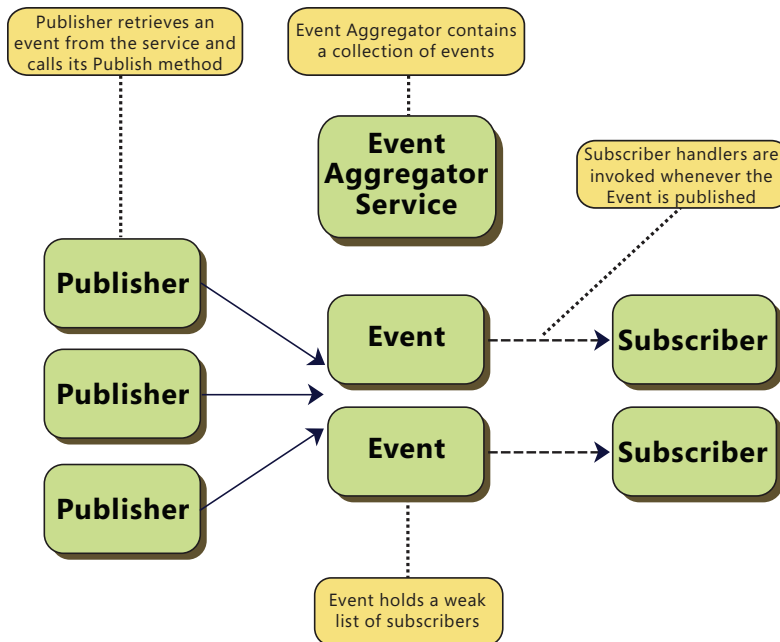 Publisher retrieves an
event from the service and
calls its Publish method
Event Aggregator contains
a collection of events
Event
Aggregator
Service
Subscriber handlers are
invoked whenever the
Event is published
Publisher
Event
Subscriber
Publisher
Event
Subscriber
Publisher
Event holds a weak
list of subscribers